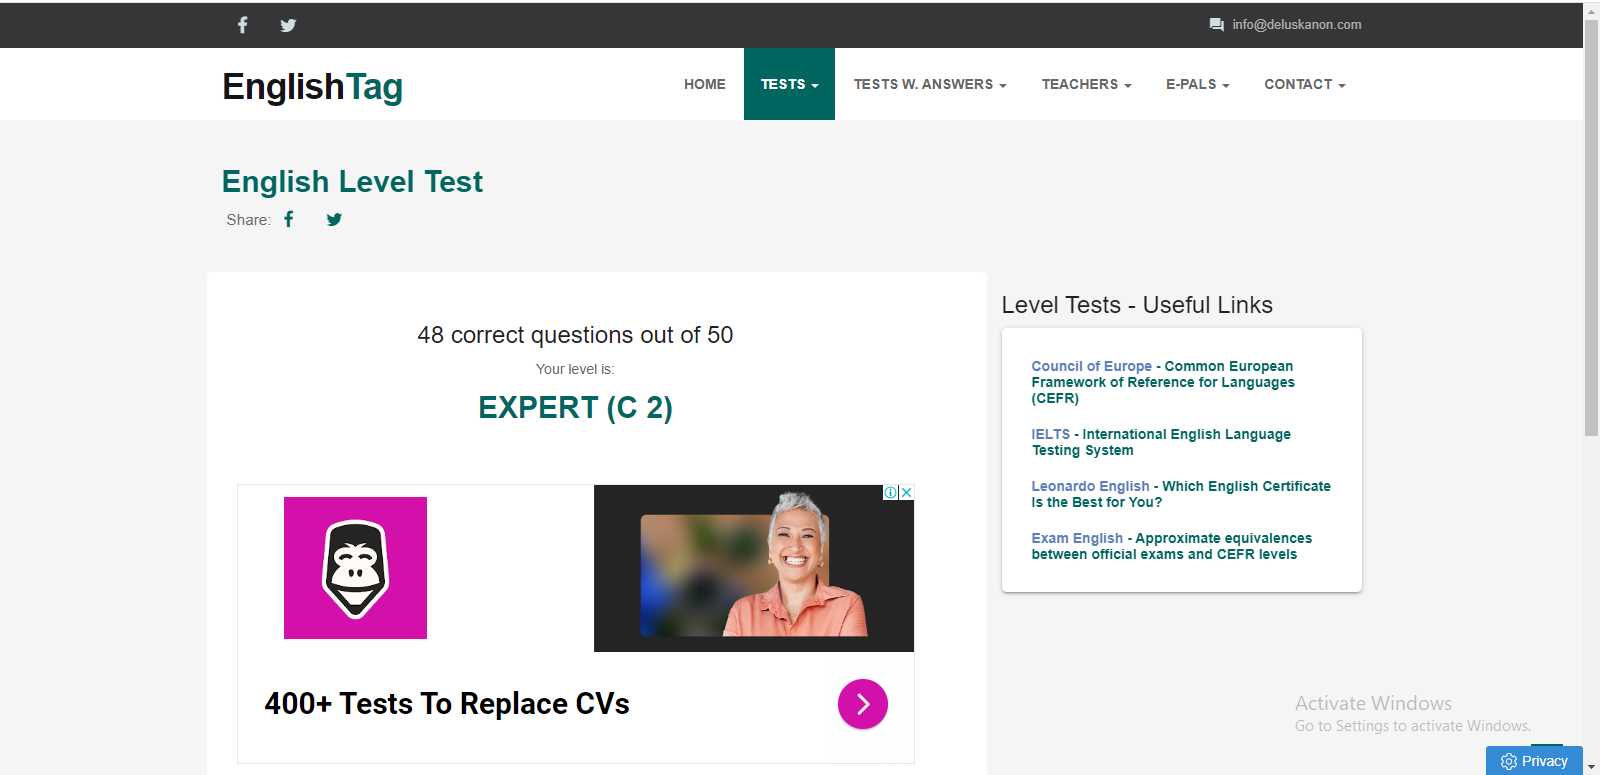 info@deluskanon.com
EnglishTag
HOME TESTS TESTS W. ANSWERS TEACHERS E-PALS CONTACT
English Level Test
Share:
48 correct questions out of 50
Your level is:
EXPERT (C 2)
400+ Tests To Replace CVs
Level Tests - Useful Links
Council of Europe - Common European
Framework of Reference for Languages
(CEFR)
IELTS - International English Language
Testing System
Leonardo English - Which English Certificate
Is the Best for You?
Exam English - Approximate equivalences
between official exams and CEFR levels
Activate Windows
Go to Settings to activate Windows.
Privacy